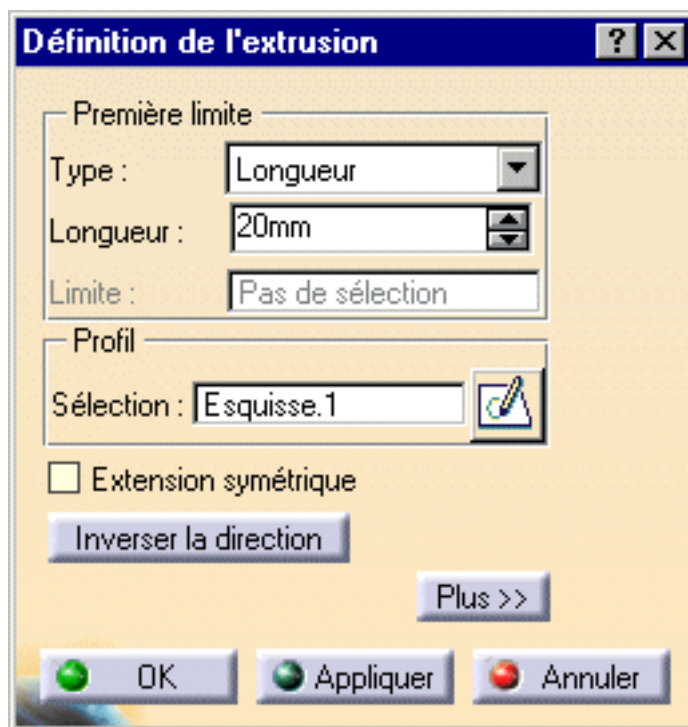 Définition de l'extrusion ? X
Première limite
Type : Longueur
Longueur : 20mm
Limite : Pas de sélection
Profil
Sélection : Esquisse.1
Extension symétrique
Inverser la direction
Plus >>
OK Appliquer Annuler